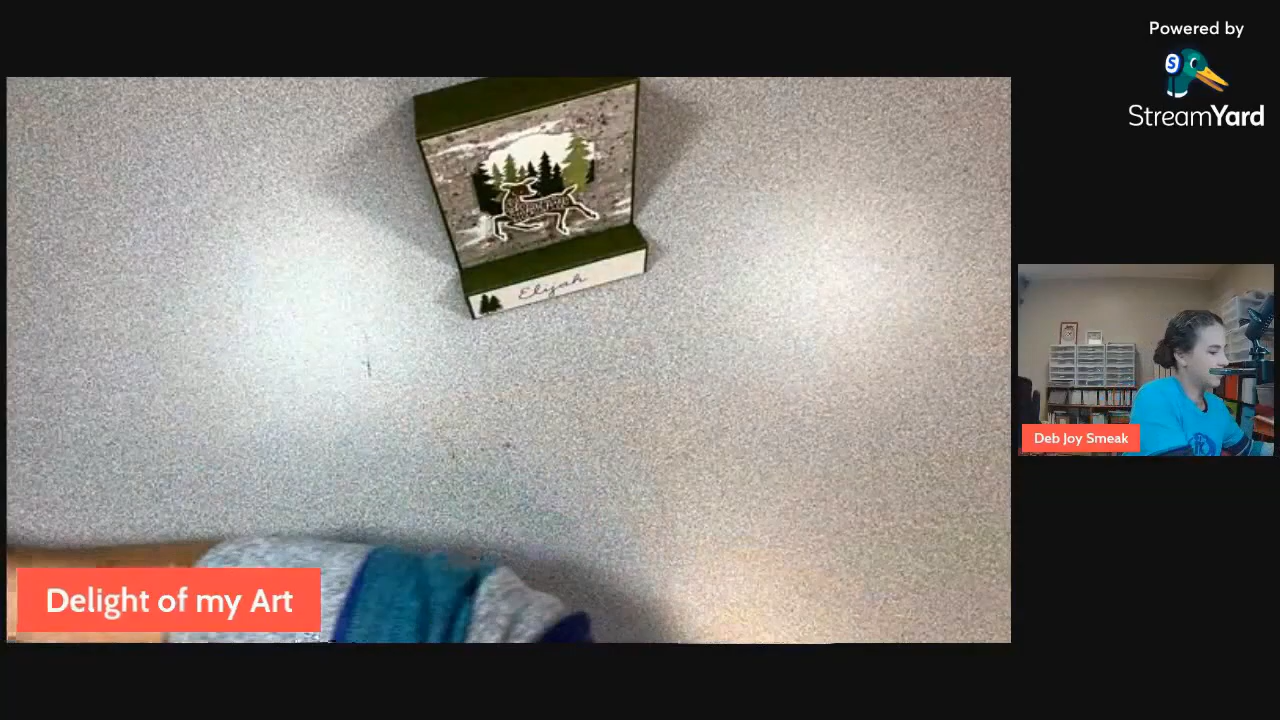 Powered by
S
StreamYard
Elijah
Deb Joy Smeak
Delight of my Art